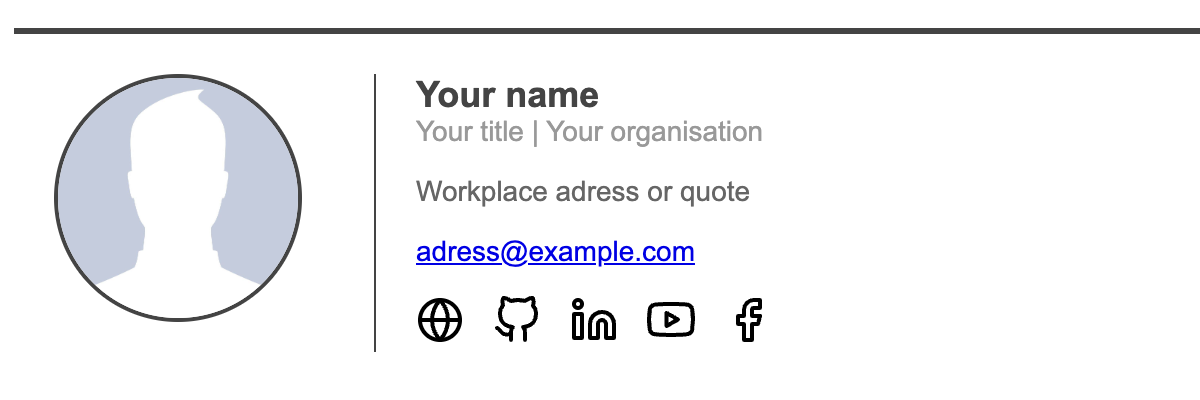 Your name
Your title | Your organisation
Workplace adress or quote
adress@example.com